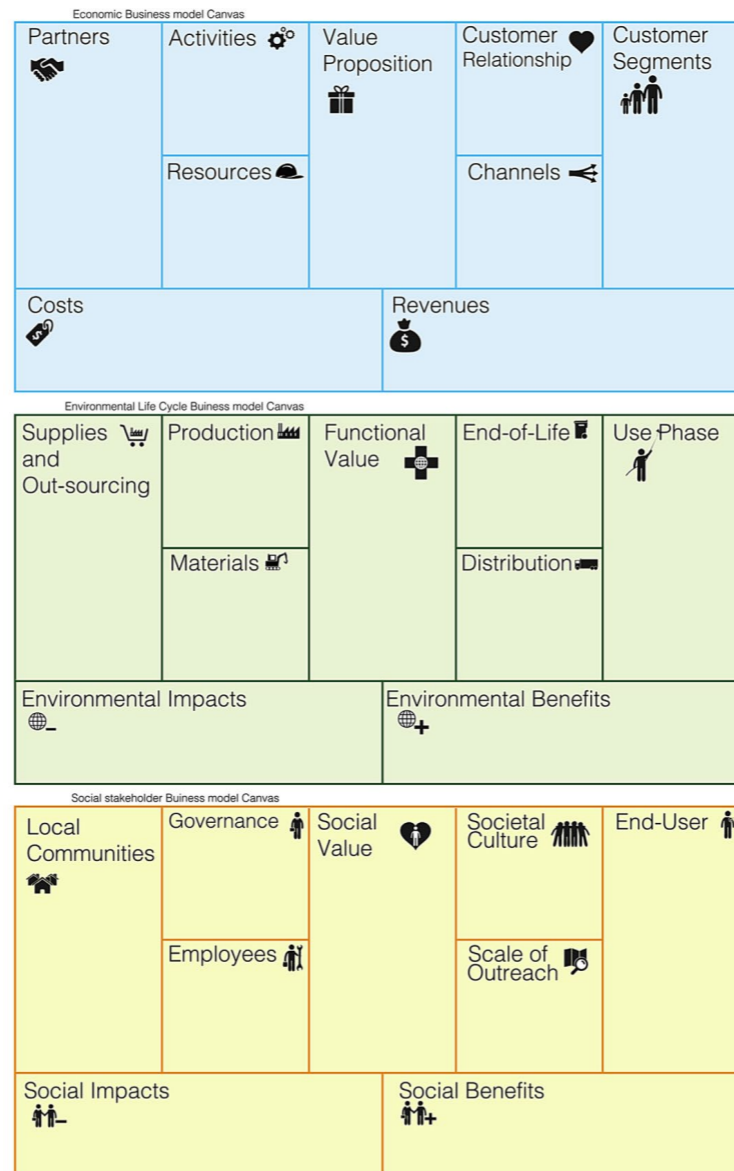 Economic Business model Canvas
Partners
Activities
Value
Proposition
Customer
Relationship
Customer
Segments
Resources
Channels
Costs
$
Revenues
$
Environmental Life Cycle Buiness model Canvas
Supplies
and
Out-sourcing
Production
Functional
Value
End-of-Life
Use Phase
Materials
Distribution
Environmental Impacts
Environmental Benefits
Social stakeholder Buiness model Canvas
Local
Communities
Governance
Social
Value
Societal
Culture
End-User
Employees
Scale of
Outreach
Social Impacts
Social Benefits